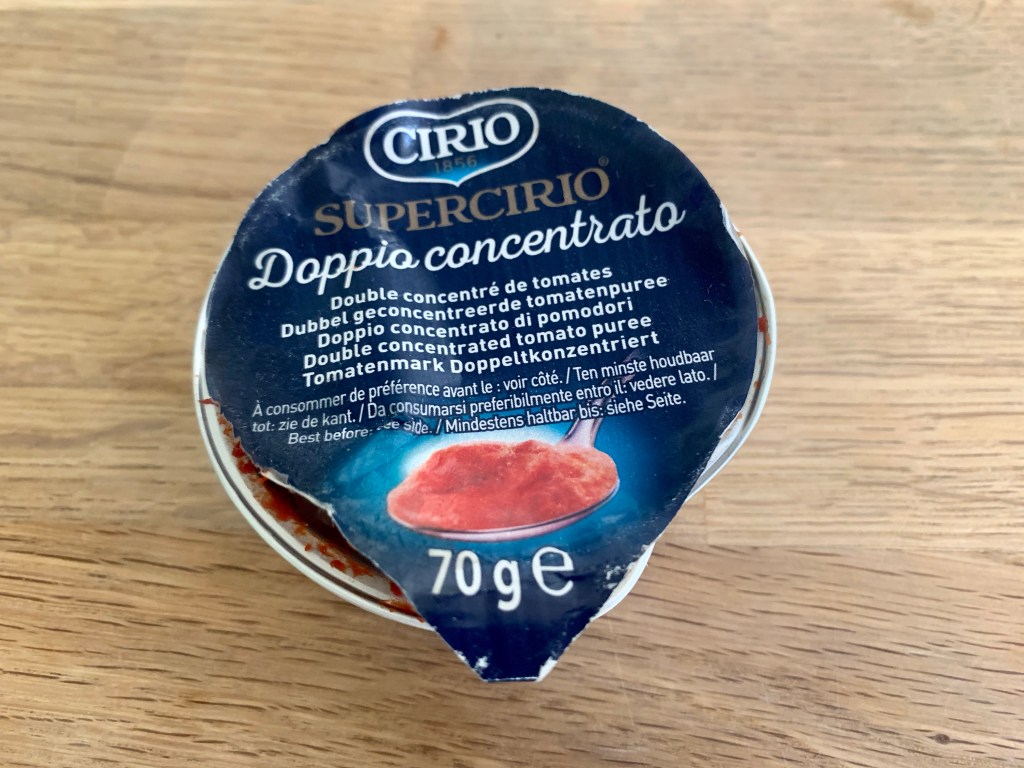 CIRIO
1856
SUPERCIRIO®
Doppio concentrato
Double concentré de tomates
Dubbel geconcentreerde tomatenpuree
Doppio concentrato di pomodori
Double concentrated tomato puree
Tomatenmark Doppeltkonzentriert
À consommer de préférence avant le : voir côté. / Ten minste houdbaar
tot: zie de kant. / Da consumarsi preferibilmente entro il: vedere lato. /
Best before: side. / Mindestens haltbar bis: siehe Seite.
70 g ℮